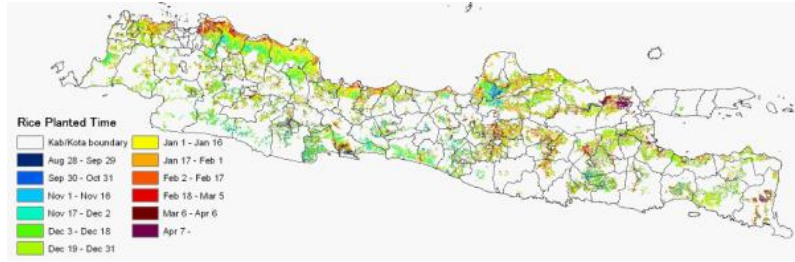 Rice Planted Time
Kab/Kota boundary
Aug 28 - Sep 29
Sep 30 - Oct 31
Nov 1 - Nov 16
Nov 17 - Dec 2
Dec 3 - Dec 18
Dec 19 - Dec 31
Jan 1 - Jan 16
Jan 17 - Feb 1
Feb 2 - Feb 17
Feb 18 - Mar 5
Mar 6 - Apr 6
Apr 7 -